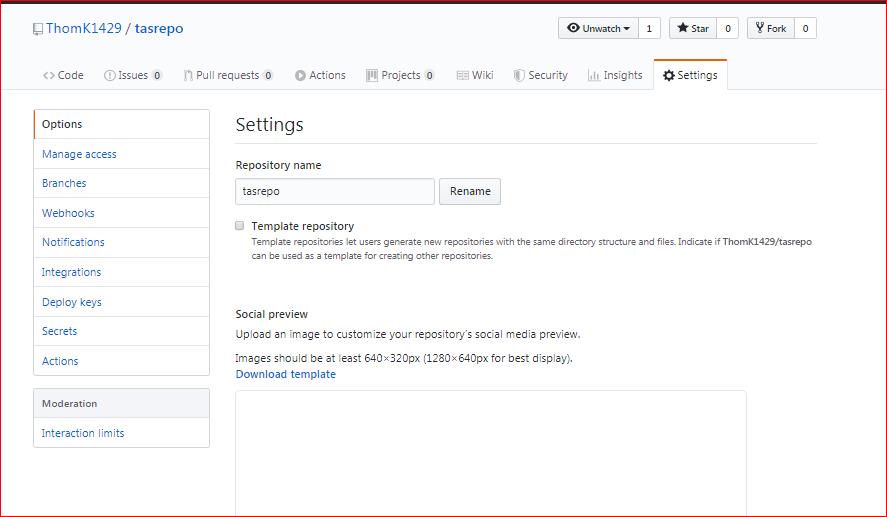 ThomK1429 / tasrepo
Unwatch 1 Star 0 Fork 0
Code Issues 0 Pull requests 0 Actions Projects 0 Wiki Security Insights Settings
Options
Manage access
Branches
Webhooks
Notifications
Integrations
Deploy keys
Secrets
Actions
Moderation
Interaction limits
Settings
Repository name
tasrepo Rename
Template repository
Template repositories let users generate new repositories with the same directory structure and files. Indicate if ThomK1429/tasrepo
can be used as a template for creating other repositories.
Social preview
Upload an image to customize your repository's social media preview.
Images should be at least 640×320px (1280×640px for best display).
Download template